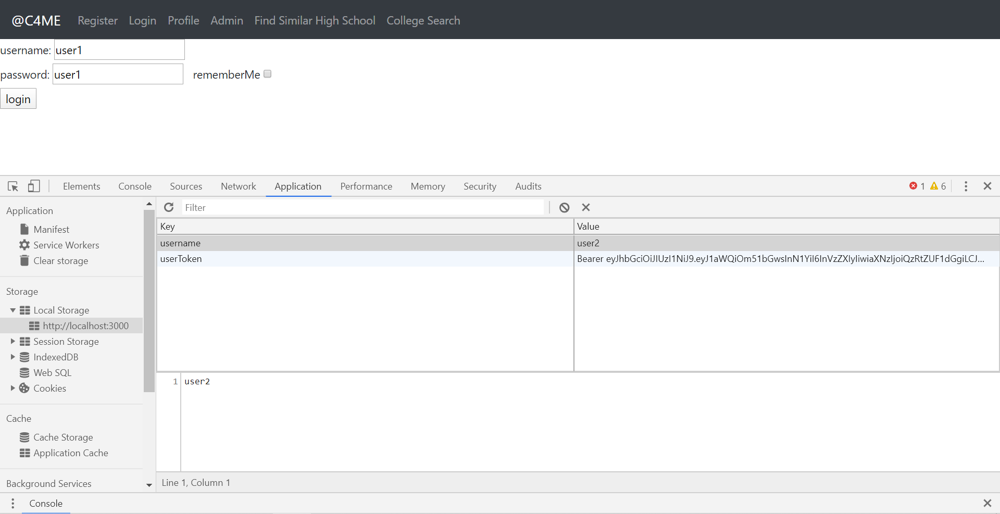 @C4ME Register Login Profile Admin Find Similar High School College Search
username: user1
password: user1 rememberMe
login
Elements Console Sources Network Application Performance Memory Security Audits 1 6
Application
Manifest
Service Workers
Clear storage
Storage
Local Storage
http://localhost:3000
Session Storage
IndexedDB
Web SQL
Cookies
Cache
Cache Storage
Application Cache
Background Services
Filter
Key Value
username user2
userToken Bearer eyJhbGciOiJIUzI1NiJ9.eyJ1aWQiOm51bGwsInN1YiI6InVzZXIyIiwiaXNzIjoiQzRtZUF1dGgiLCJ...
1 user2
Line 1, Column 1
Console